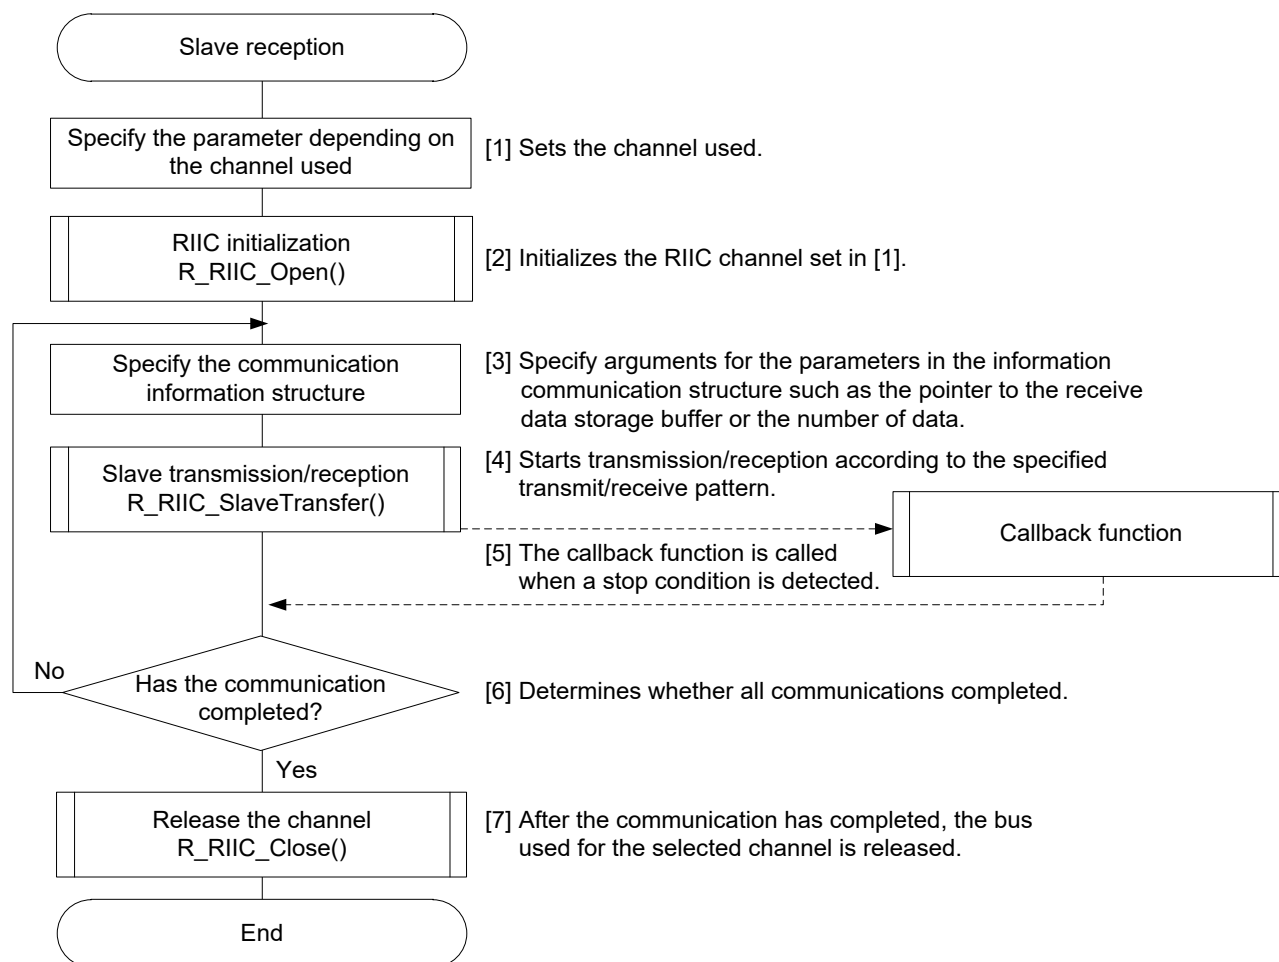 Slave reception
Specify the parameter depending on
the channel used
[1] Sets the channel used.
RIIC initialization
R_RIIC_Open()
[2] Initializes the RIIC channel set in [1].
Specify the communication
information structure
[3] Specify arguments for the parameters in the information
communication structure such as the pointer to the receive
data storage buffer or the number of data.
Slave transmission/reception
R_RIIC_SlaveTransfer()
[4] Starts transmission/reception according to the specified
transmit/receive pattern.
Callback function
[5] The callback function is called
when a stop condition is detected.
No
Has the communication
completed?
[6] Determines whether all communications completed.
Yes
Release the channel
R_RIIC_Close()
[7] After the communication has completed, the bus
used for the selected channel is released.
End